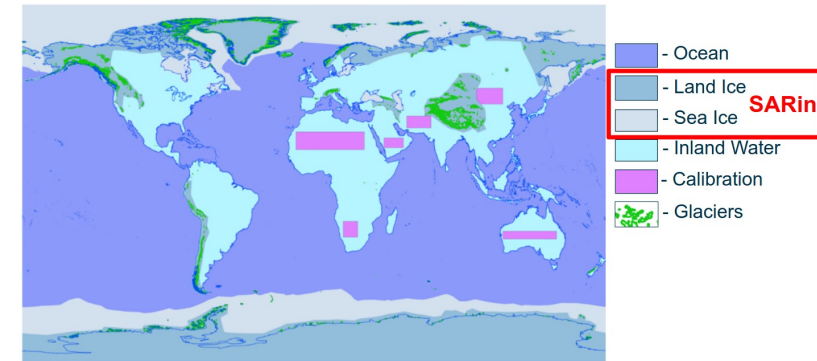 - Ocean
- Land Ice
SARin
- Sea Ice
- Inland Water
- Calibration
- Glaciers